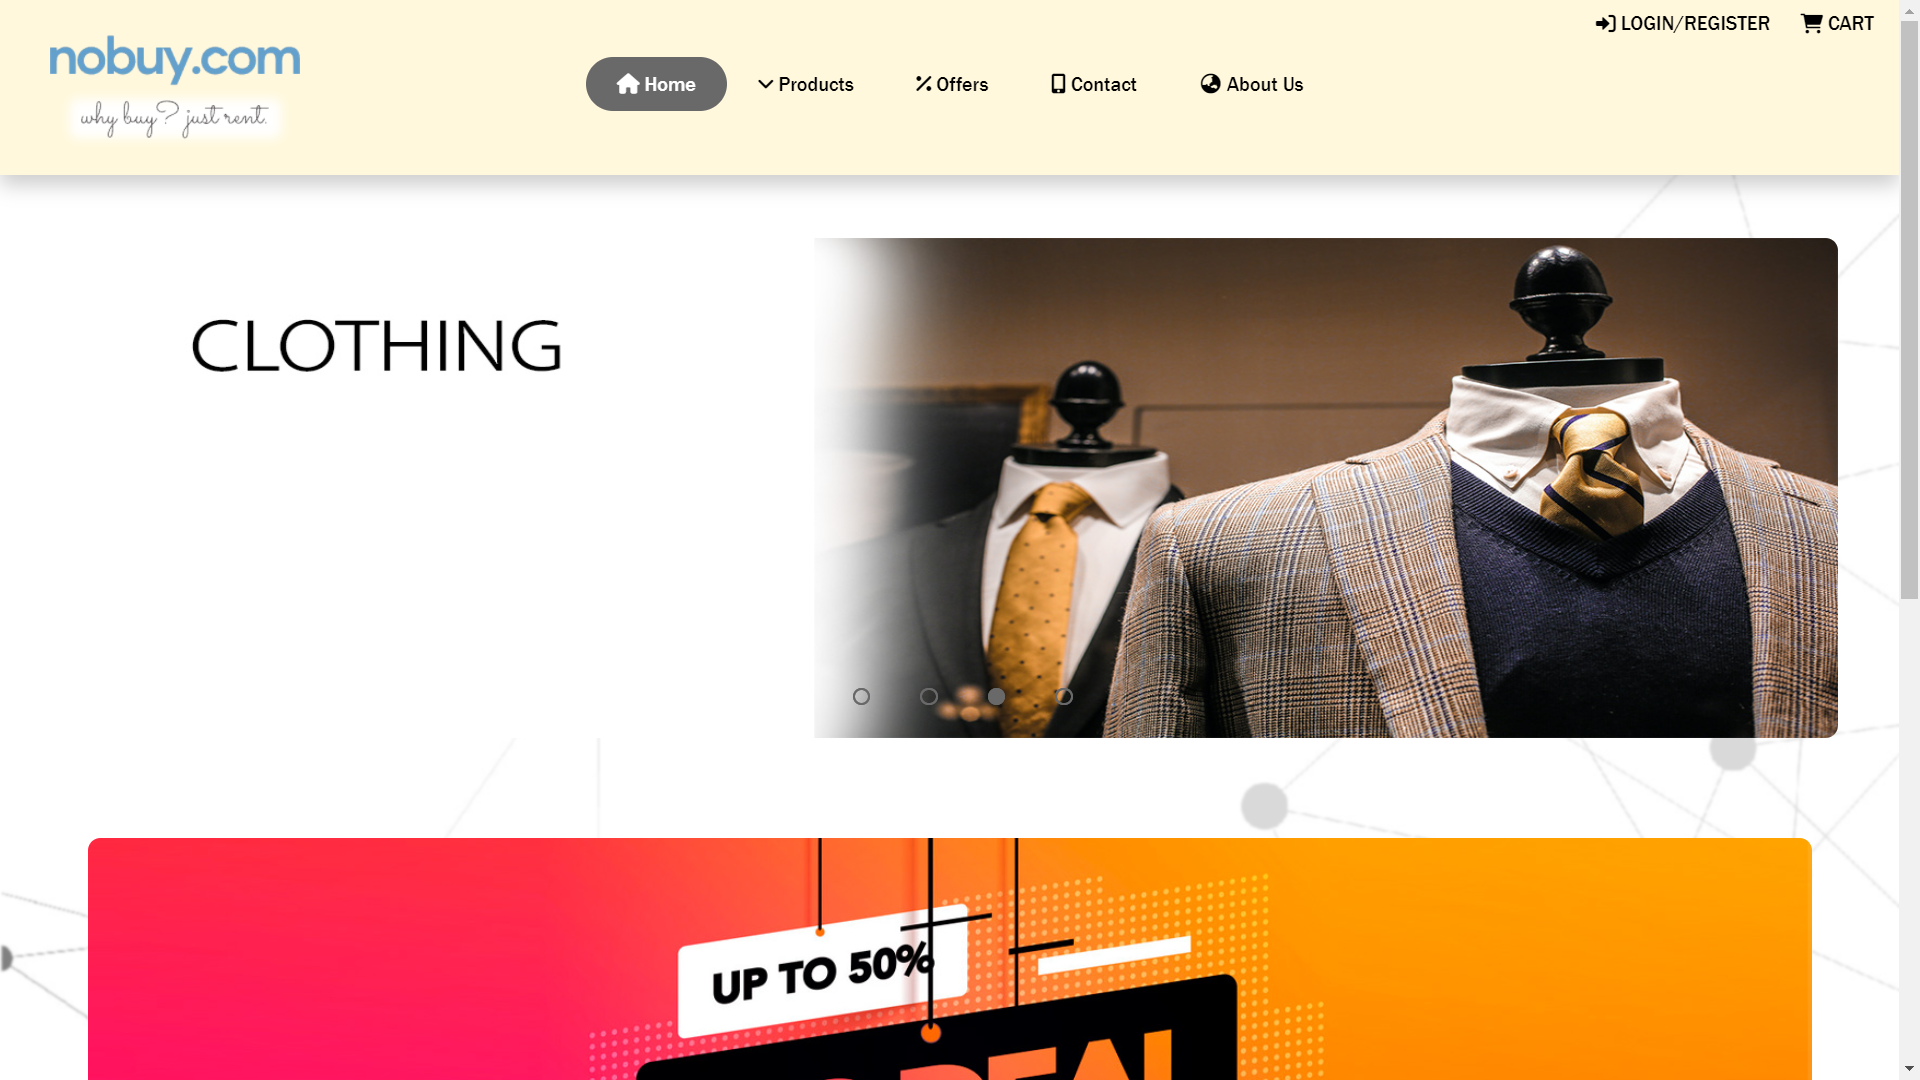 LOGIN/REGISTER
CART
nobuy.com
why buy? just rent.
Home
Products
Offers
Contact
About Us
CLOTHING
UP TO 50%
DEAL